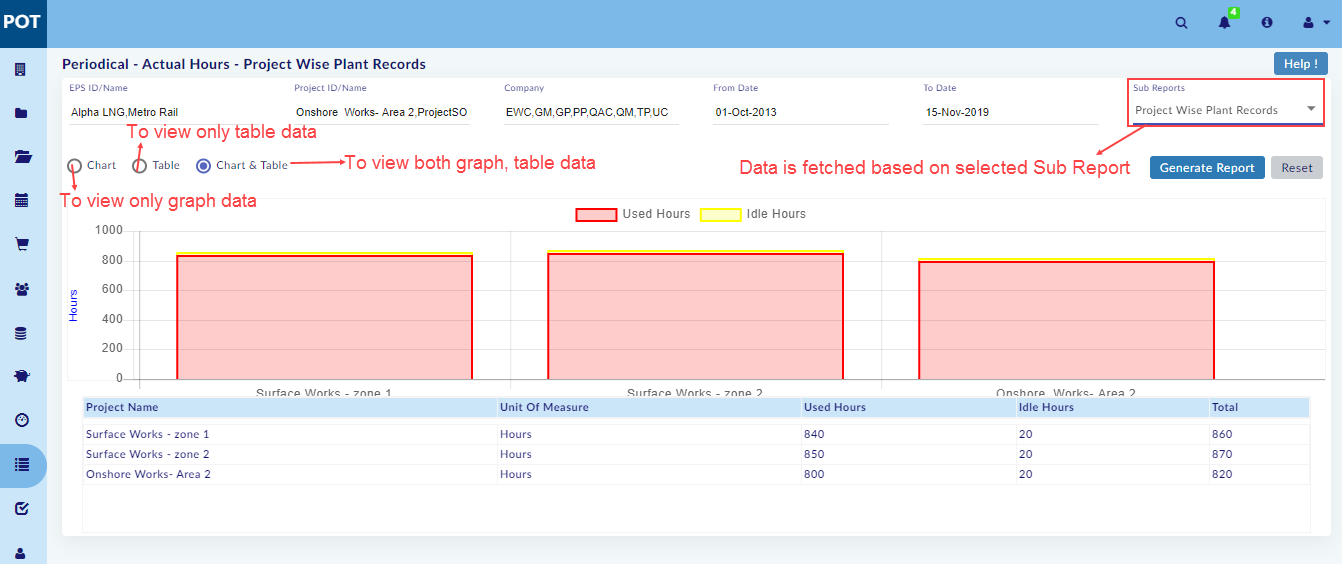 POT
4
Periodical - Actual Hours - Project Wise Plant Records
Help !
EPS ID/Name
Project ID/Name
Company
From Date
To Date
Sub Reports
Alpha LNG,Metro Rail
Onshore Works- Area 2,ProjectSO
EWC,GM,GP,PP,QAC,QM,TP,UC
01-Oct-2013
15-Nov-2019
Project Wise Plant Records
To view only table data
Chart
Table
Chart & Table
To view both graph, table data
Data is fetched based on selected Sub Report
Generate Report
Reset
To view only graph data
Used Hours
Idle Hours
1000
800
600
400
200
0
Hours
Surface Works - zone 1
Surface Works - zone 2
Onshore Works- Area 2
Project Name
Unit Of Measure
Used Hours
Idle Hours
Total
Surface Works - zone 1
Hours
840
20
860
Surface Works - zone 2
Hours
850
20
870
Onshore Works- Area 2
Hours
800
20
820